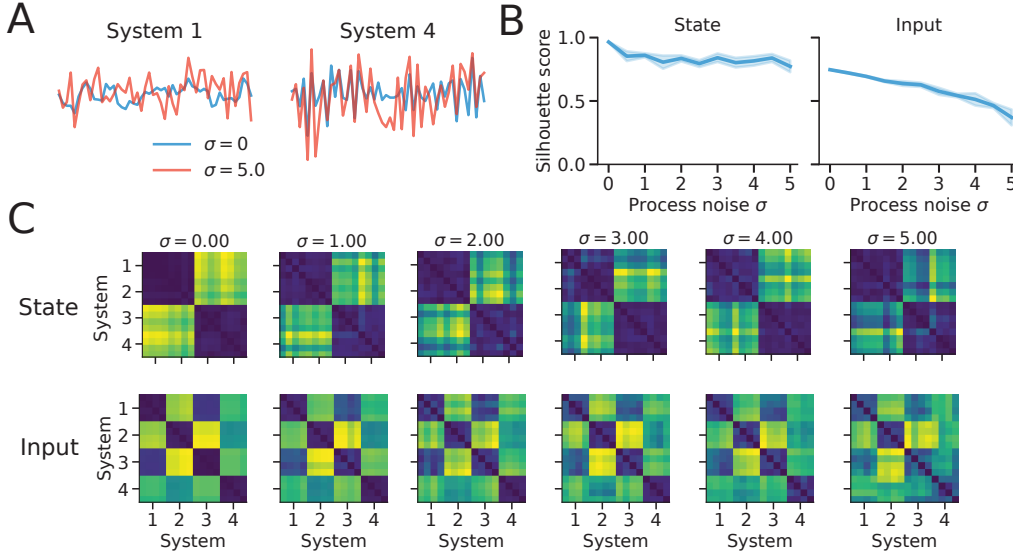 A
System 1
System 4
σ = 0
σ = 5.0
B
State
Input
Silhouette score
1.0
0.5
0.0
0 1 2 3 4 5
Process noise σ
0 1 2 3 4 5
Process noise σ
C
σ = 0.00
σ = 1.00
σ = 2.00
σ = 3.00
σ = 4.00
σ = 5.00
State
System
1
2
3
4
Input
System
1
2
3
4
1 2 3 4
1 2 3 4
1 2 3 4
1 2 3 4
1 2 3 4
1 2 3 4
System
System
System
System
System
System